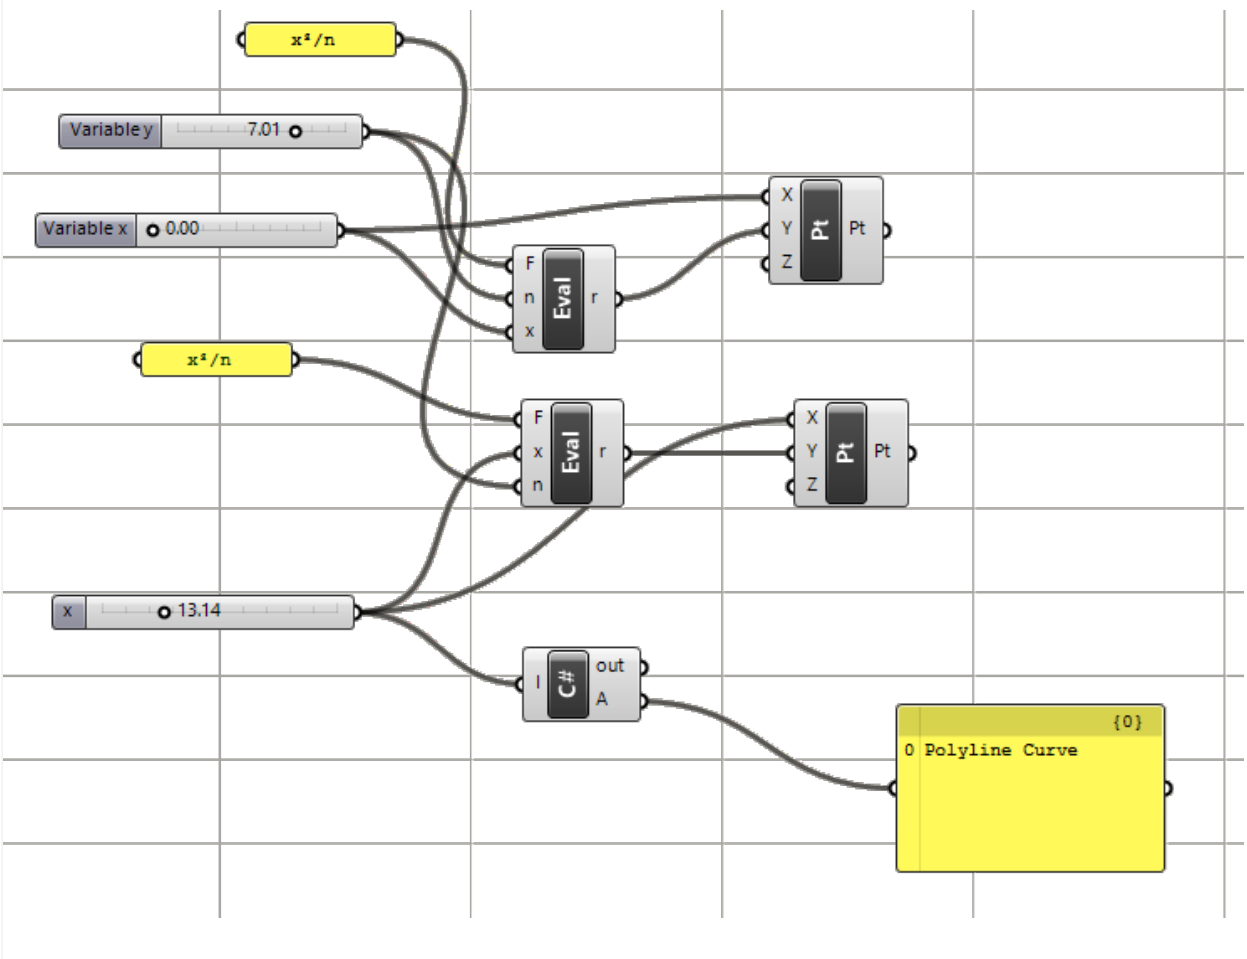 x²/n
Variable y 7.01
Variable x 0.00
X
Y
Z
Pt
Pt
F
n
x
Eval
r
x²/n
F
x
n
Eval
r
X
Y
Z
Pt
Pt
x 13.14
I
C#
out
A
{0}
0 Polyline Curve